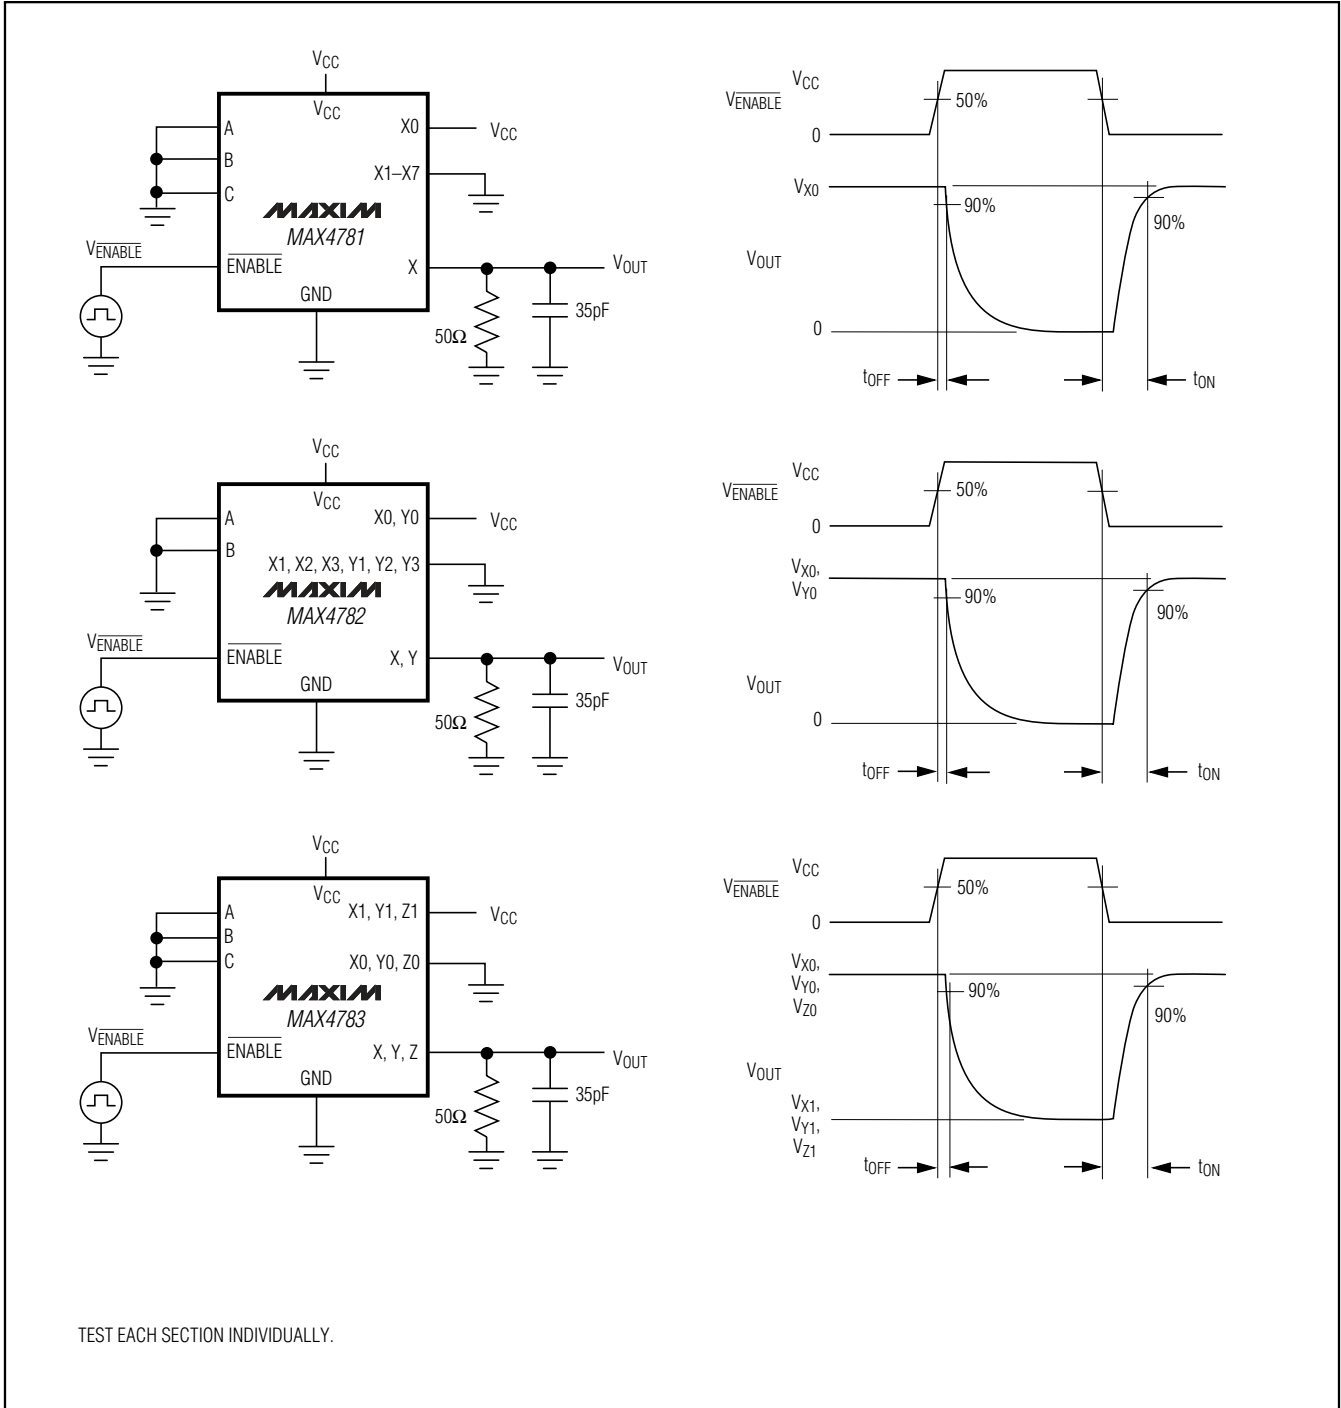 VCC
VCC
A
B
C
X0
VCC
X1–X7
MAXIM
MAX4781
VENABLE
ENABLE
X
VOUT
GND
50Ω
35pF
VENABLE
VCC
50%
0
VX0
90%
90%
VOUT
0
tOFF
tON
VCC
VCC
A
B
X0, Y0
VCC
X1, X2, X3, Y1, Y2, Y3
MAXIM
MAX4782
VENABLE
ENABLE
X, Y
VOUT
GND
50Ω
35pF
VENABLE
VCC
50%
0
VX0,
VY0
90%
90%
VOUT
0
tOFF
tON
VCC
VCC
A
B
C
X1, Y1, Z1
VCC
X0, Y0, Z0
MAXIM
MAX4783
VENABLE
ENABLE
X, Y, Z
VOUT
GND
50Ω
35pF
VENABLE
VCC
50%
0
VX0,
VY0,
VZ0
90%
90%
VOUT
VX1,
VY1,
VZ1
tOFF
tON
TEST EACH SECTION INDIVIDUALLY.